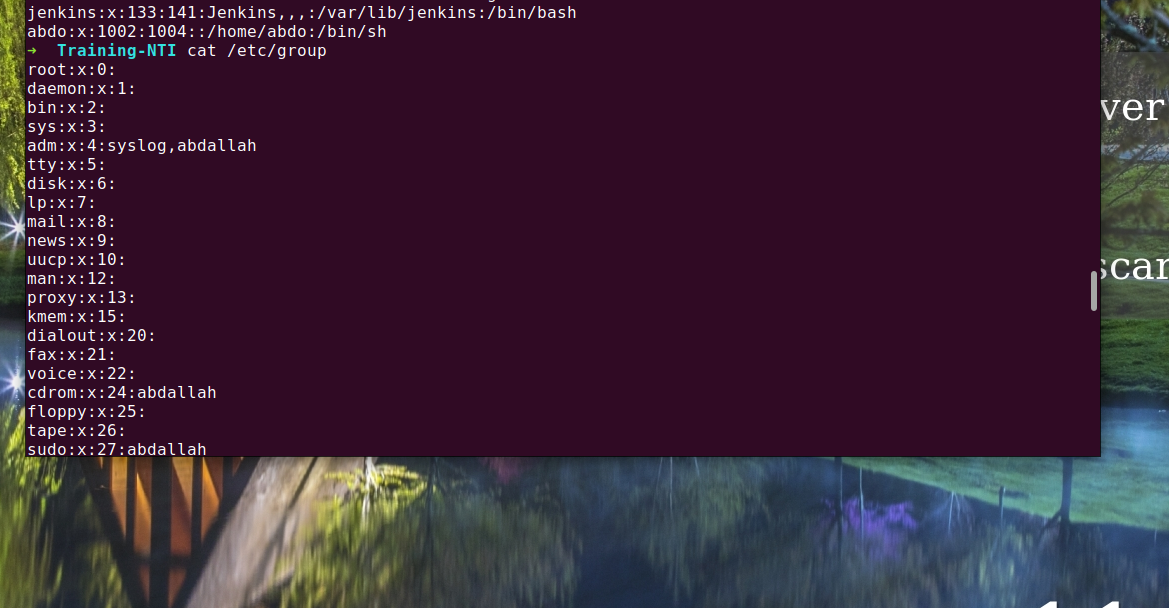 jenkins:x:133:141:Jenkins,,,:/var/lib/jenkins:/bin/bash
abdo:x:1002:1004::/home/abdo:/bin/sh
→ Training-NTI cat /etc/group
root:x:0:
daemon:x:1:
bin:x:2:
sys:x:3:
adm:x:4:syslog,abdallah
tty:x:5:
disk:x:6:
lp:x:7:
mail:x:8:
news:x:9:
uucp:x:10:
man:x:12:
proxy:x:13:
kmem:x:15:
dialout:x:20:
fax:x:21:
voice:x:22:
cdrom:x:24:abdallah
floppy:x:25:
tape:x:26:
sudo:x:27:abdallah
ver
scar